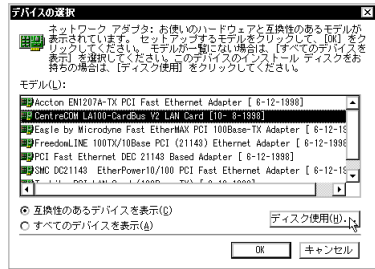 デバイスの選択
ネットワーク アダプタ: お使いのハードウェアと互換性のあるモデルが
表示されています。 セットアップするモデルをクリックして、[OK] をク
リックしてください。 モデルが一覧にない場合は、[すべてのデバイスを
表示] を選択してください。このデバイスのインストール ディスクをお
持ちの場合は、[ディスク使用] をクリックしてください。
モデル(L):
Accton EN1207A-TX PCI Fast Ethernet Adapter [ 6-12-1998]
CentreCOM LA100-CardBus V2 LAN Card [10- 8-1998]
Eagle by Microdyne Fast EtherMAX PCI 100Base-TX Adapter [ 6-12-19
FreedomLINE 100TX/10Base PCI (21143) Ethernet Adapter [ 6-12-1998
PCI Fast Ethernet DEC 21143 Based Adapter [ 6-12-1998]
SMC DC21143 EtherPower10/100 PCI Fast Ethernet Adapter [ 6-12-19
互換性のあるデバイスを表示(C)
すべてのデバイスを表示(A)
ディスク使用(H)...
OK
キャンセル